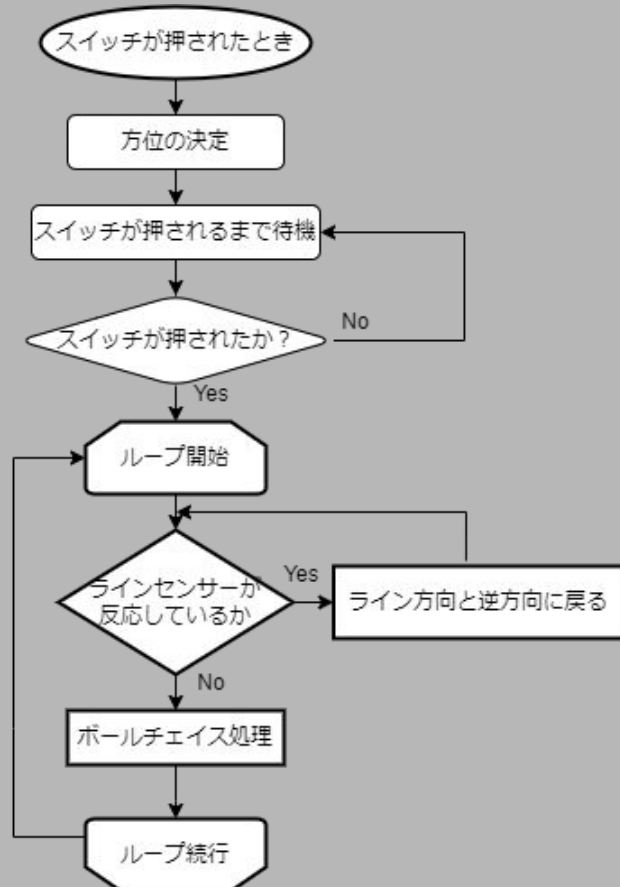 スイッチが押されたとき
方位の決定
スイッチが押されるまで待機
スイッチが押されたか？
No
Yes
ループ開始
ラインセンサーが
反応しているか
Yes
ライン方向と逆方向に戻る
No
ボールチェイス処理
ループ続行